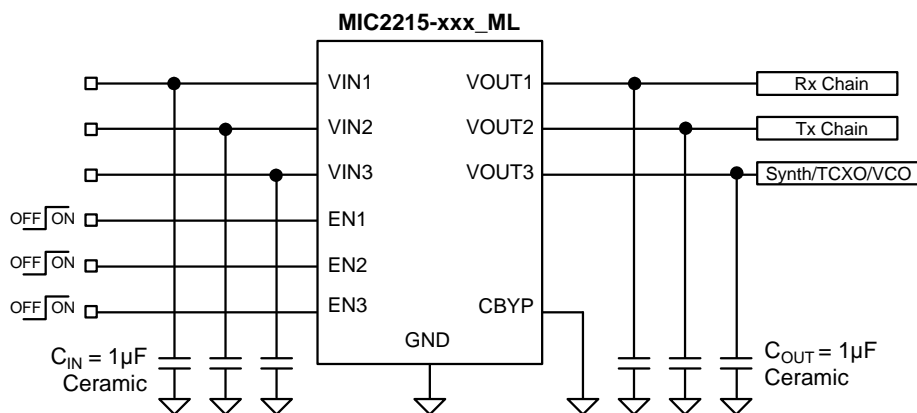 MIC2215-xxx_ML
VIN1
VOUT1
Rx Chain
VIN2
VOUT2
Tx Chain
VIN3
VOUT3
Synth/TCXO/VCO
OFF ON
EN1
OFF ON
EN2
OFF ON
EN3
CBYP
GND
CIN = 1µF
Ceramic
COUT = 1µF
Ceramic